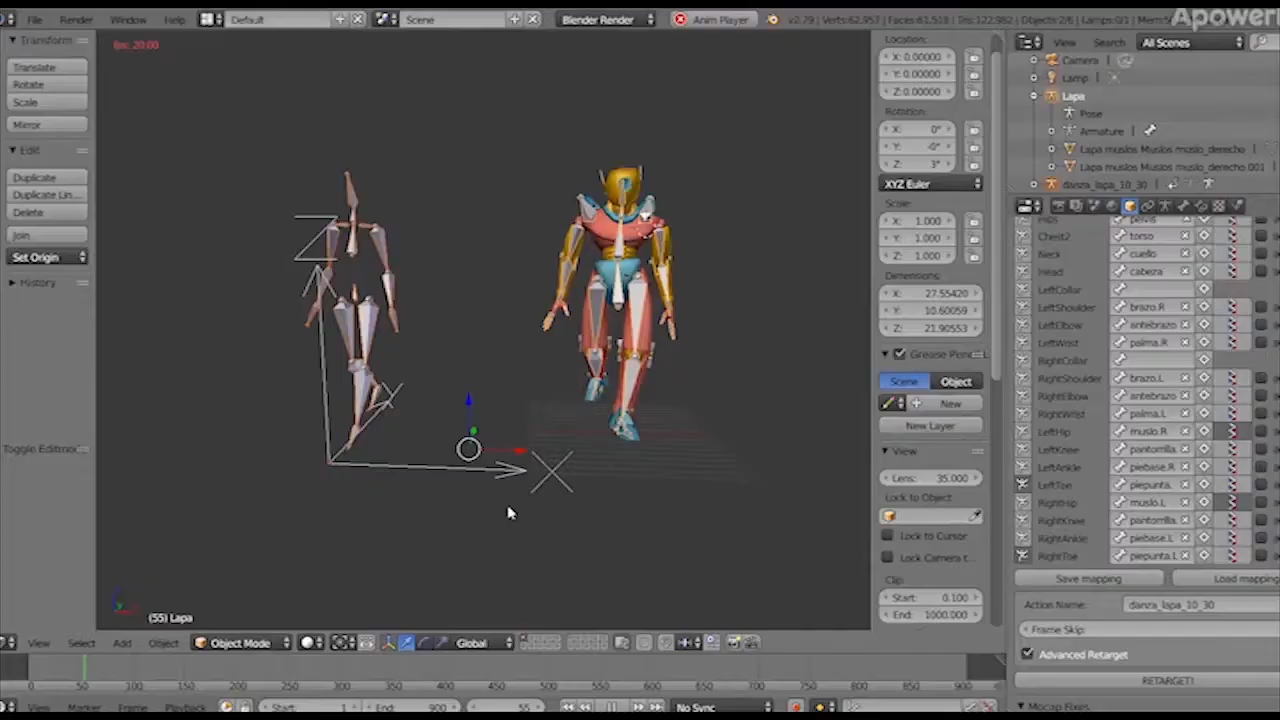 ApowerR
File Render Window Help Default Scene Blender Render Anim Player v2.79 | Verts:62,957 | Faces:61,518 | Tris:122,982 | Objects:2/6 | Lamps:0/1 |
fps: 20.00
Transform
Translate
Rotate
Scale
Mirror
Edit
Duplicate
Duplicate Lin...
Delete
Join
Set Origin
History
Toggle Editmo
(55) Lapa
Location:
X: 0.00000
Y: 0.00000
Z: 0.00000
Rotation:
X: 0°
Y: -0°
Z: 3°
XYZ Euler
Scale:
X: 1.000
Y: 1.000
Z: 1.000
Dimensions:
X: 27.55420
Y: 10.60059
Z: 21.90553
Grease Penc
Scene Object
New
New Layer
View
Lens: 35.000
Lock to Object
Lock to Cursor
Lock Camera t...
Clip:
Start: 0.100
End: 1000.000
View Search All Scenes
Camera
Lamp
Lapa
Pose
Armature
Lapa muslos Muslos muslo_derecho
Lapa muslos Muslos muslo_derecho.001
danza_lapa_10_30
Hips pelvis
Chest2 torso
Neck cuello
Head cabeza
LeftCollar
LeftShoulder brazo.R
LeftElbow antebrazo
LeftWrist palma.R
RightCollar
RightShoulder brazo.L
RightElbow antebrazo
RightWrist palma.L
LeftHip muslo.R
LeftKnee pantorrilla.
LeftAnkle piebase.R
LeftToe piepunta.
RightHip muslo.L
RightKnee pantorrilla.
RightAnkle piebase.L
RightToe piepunta.L
Save mapping Load mapping
Action Name: danza_lapa_10_30
Frame Skip:
Advanced Retarget
RETARGET!
Mocap Fixes
View Select Add Object Object Mode Global
0 50 100 150 200 250 300 350 400 450 500 550 600 650 700 750 800 850 900
View Marker Frame Playback Start: 1 End: 900 55 No Sync